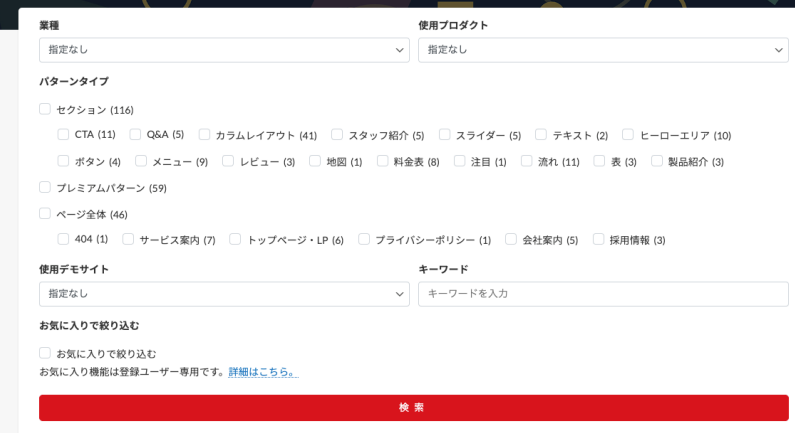 業種 使用プロダクト
指定なし 指定なし
パターンタイプ
セクション (116)
CTA (11) Q&A (5) カラムレイアウト (41) スタッフ紹介 (5) スライダー (5) テキスト (2) ヒーローエリア (10)
ボタン (4) メニュー (9) レビュー (3) 地図 (1) 料金表 (8) 注目 (1) 流れ (11) 表 (3) 製品紹介 (3)
プレミアムパターン (59)
ページ全体 (46)
404 (1) サービス案内 (7) トップページ・LP (6) プライバシーポリシー (1) 会社案内 (5) 採用情報 (3)
使用デモサイト キーワード
指定なし キーワードを入力
お気に入りで絞り込む
お気に入りで絞り込む
お気に入り機能は登録ユーザー専用です。詳細はこちら。
検索